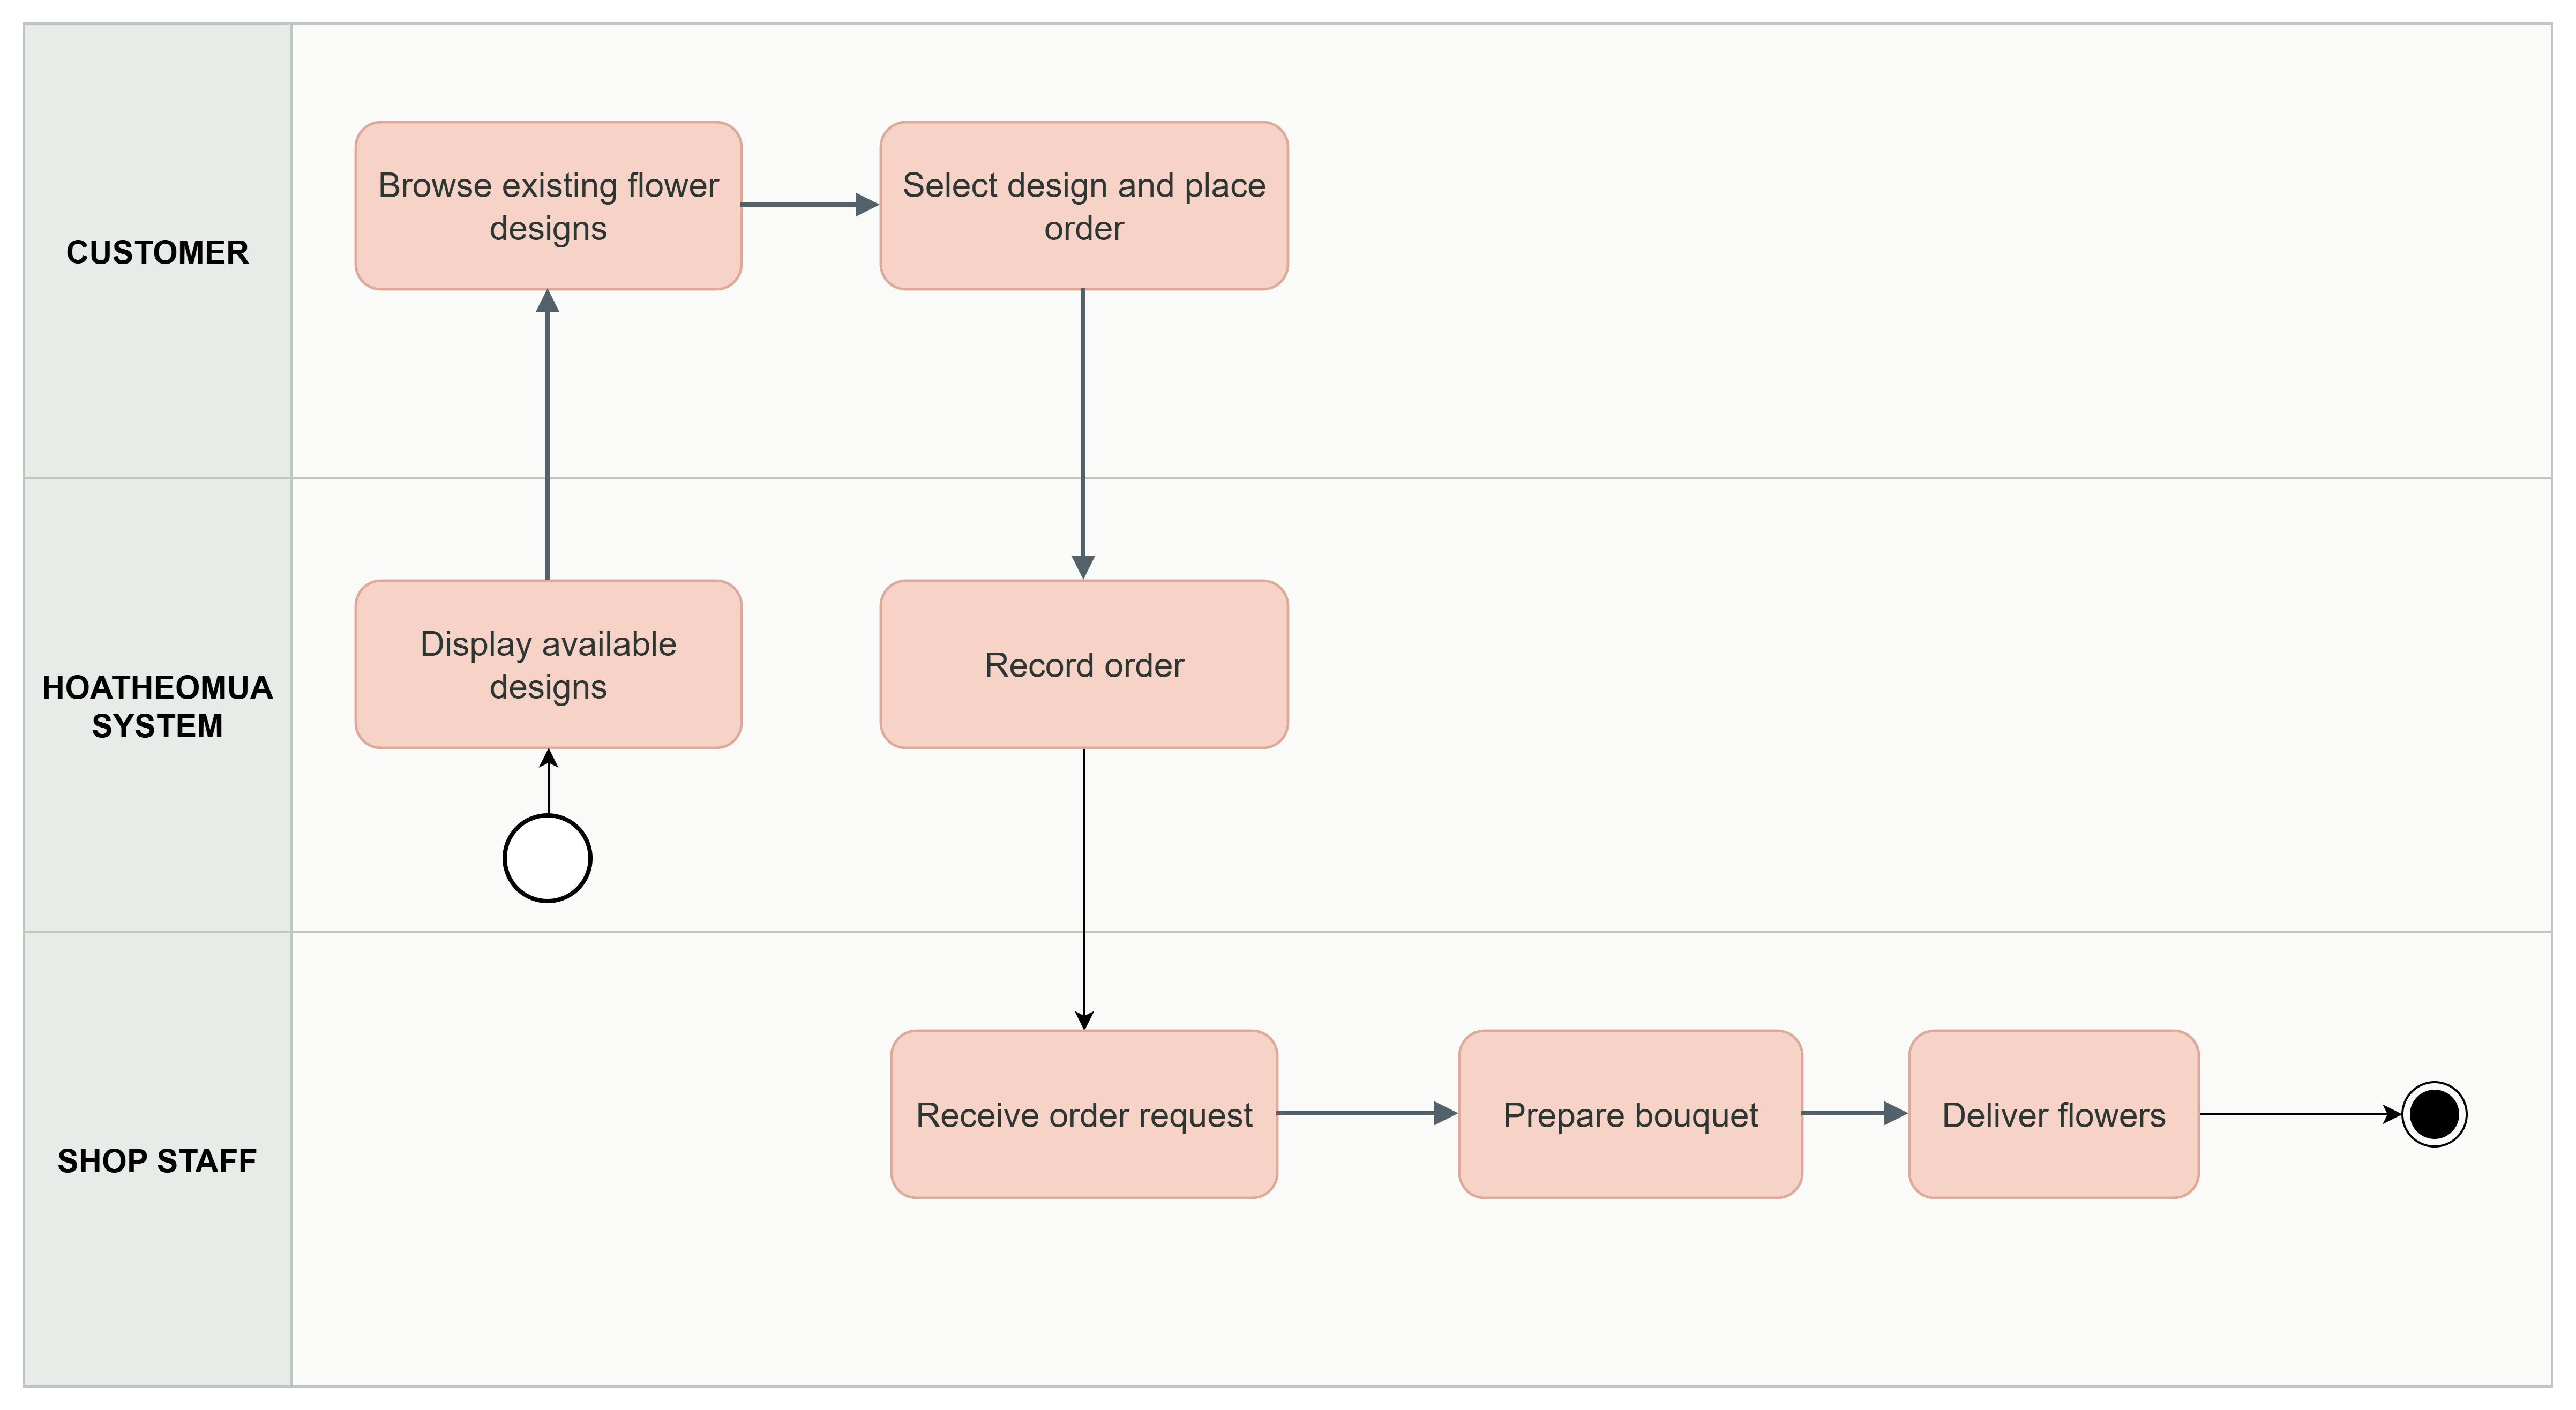 CUSTOMER
Browse existing flower
designs
Select design and place
order
HOATHEOMUA
SYSTEM
Display available
designs
Record order
SHOP STAFF
Receive order request
Prepare bouquet
Deliver flowers